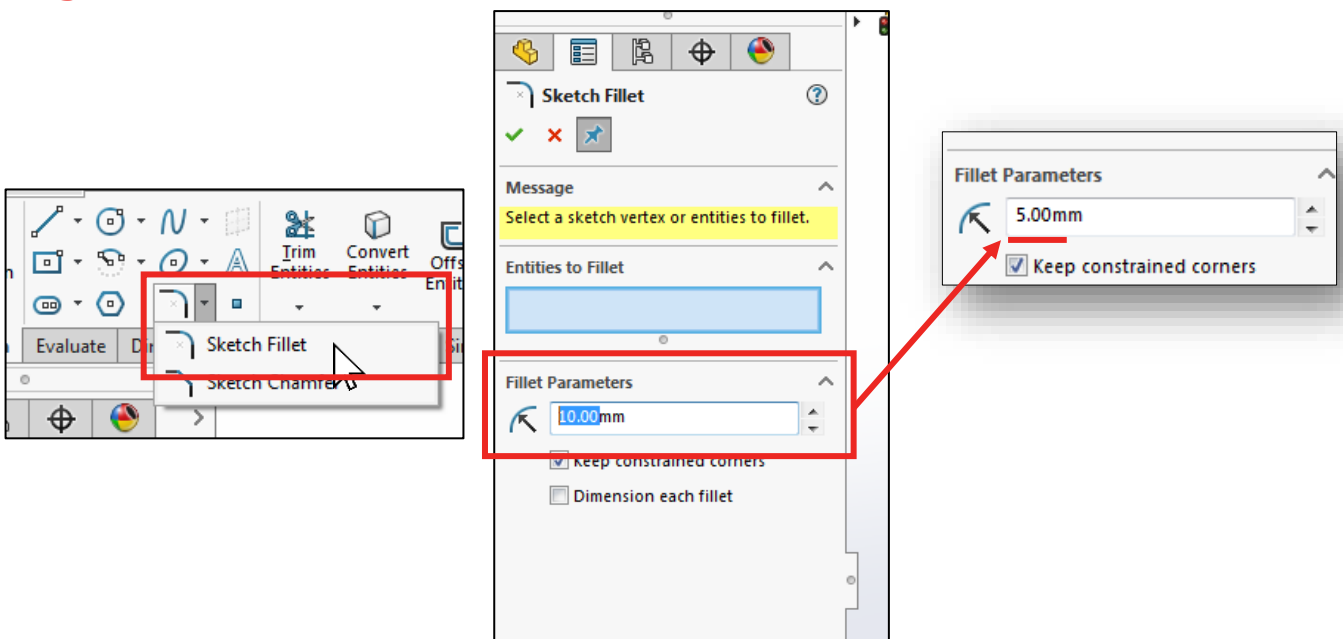 Trim
Entities
Convert
Entities
Offs
Entit
Evaluate
Sketch Fillet
Sketch Chamfe
Sketch Fillet
Message
Select a sketch vertex or entities to fillet.
Entities to Fillet
Fillet Parameters
10.00mm
Keep constrained corners
Dimension each fillet
Fillet Parameters
5.00mm
Keep constrained corners